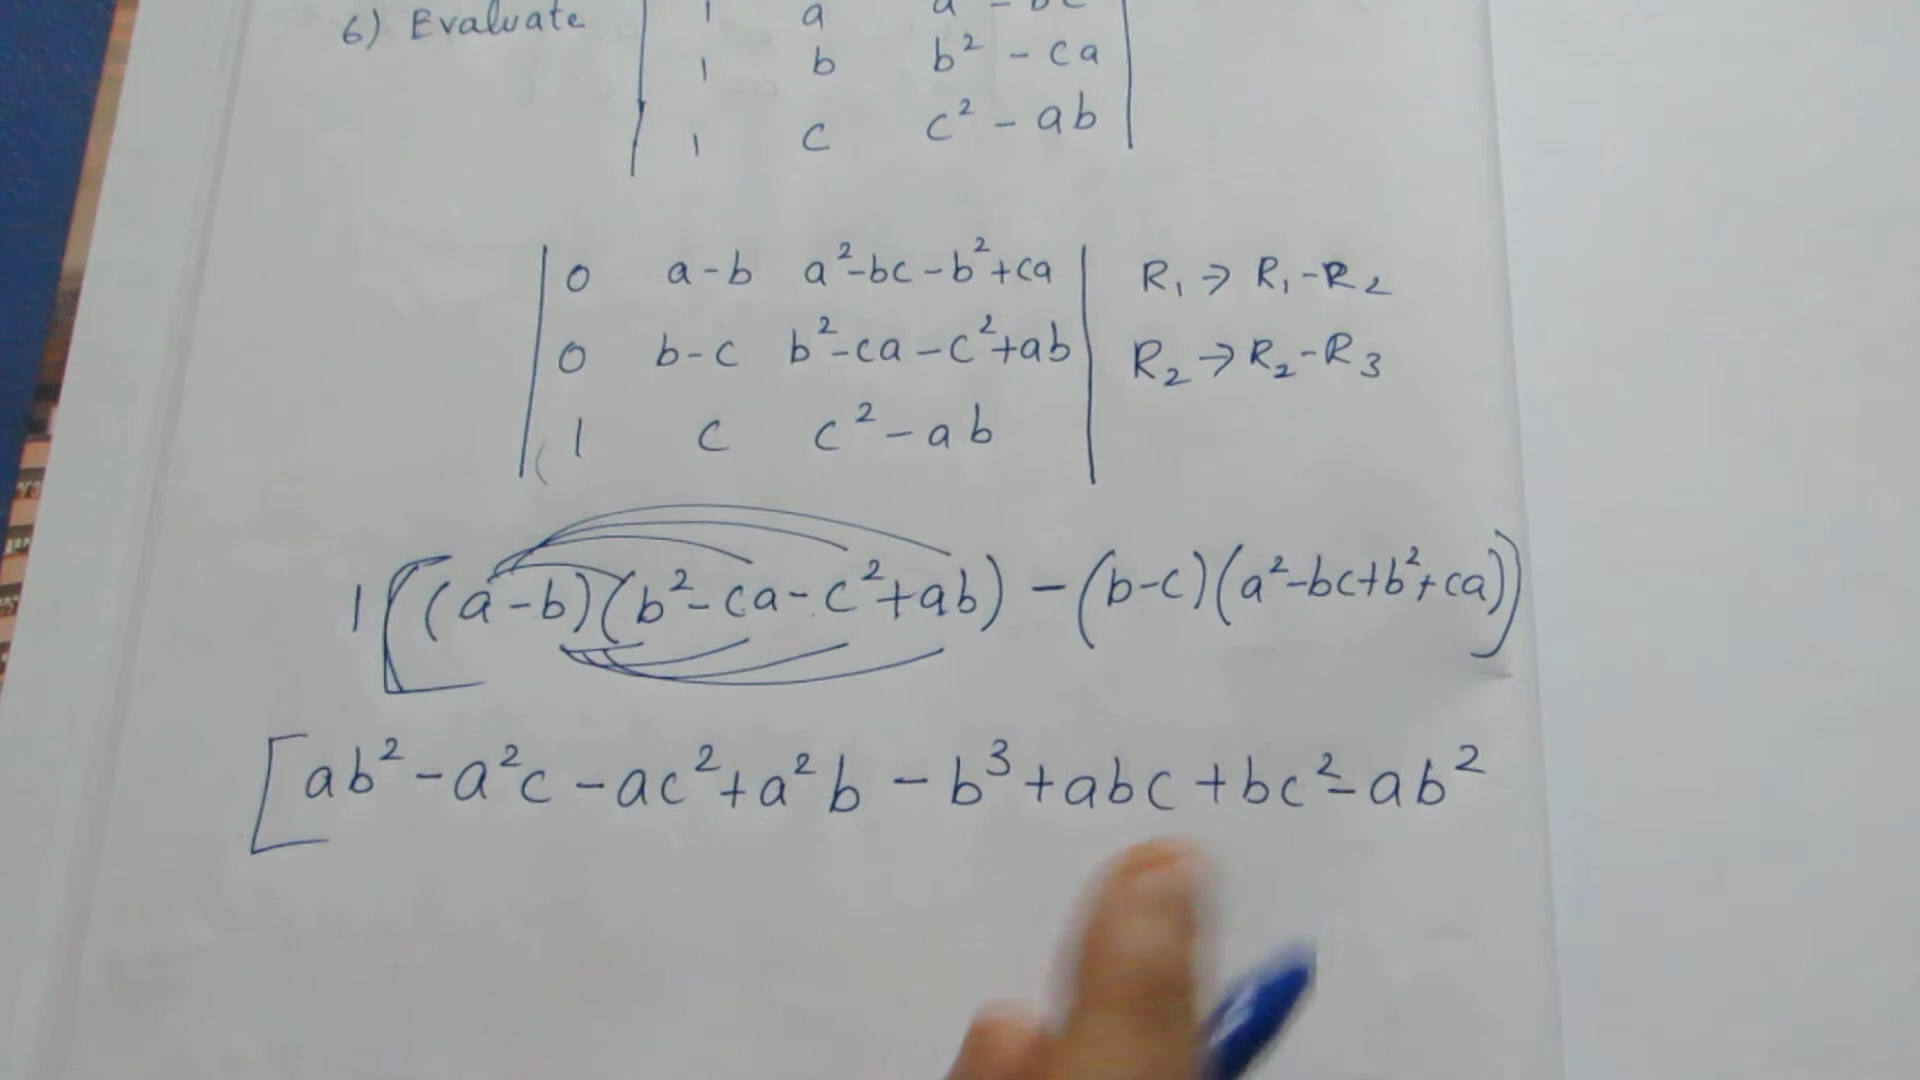 6) Evaluate | 1 a a² - bc |
| 1 b b² - ca |
| 1 c c² - ab |
| 0 a-b a²-bc-b²+ca | R₁ → R₁-R₂
| 0 b-c b²-ca-c²+ab | R₂ → R₂-R₃
| 1 c c²-ab |
1[(a-b)(b²-ca-c²+ab) - (b-c)(a²-bc+b²+ca)]
[ab²-a²c-ac²+a²b-b³+abc+bc²-ab²